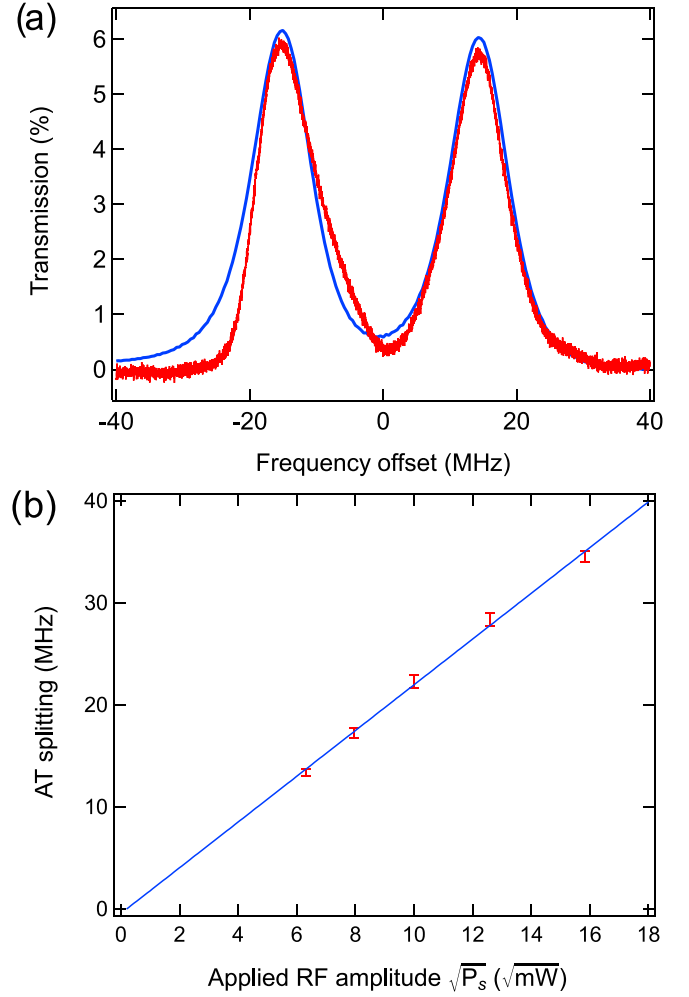 (a)
6
5
4
3
2
1
0
Transmission (%)
-40 -20 0 20 40
Frequency offset (MHz)
(b)
40
30
20
10
0
AT splitting (MHz)
0 2 4 6 8 10 12 14 16 18
Applied RF amplitude √Pₛ (√mW)